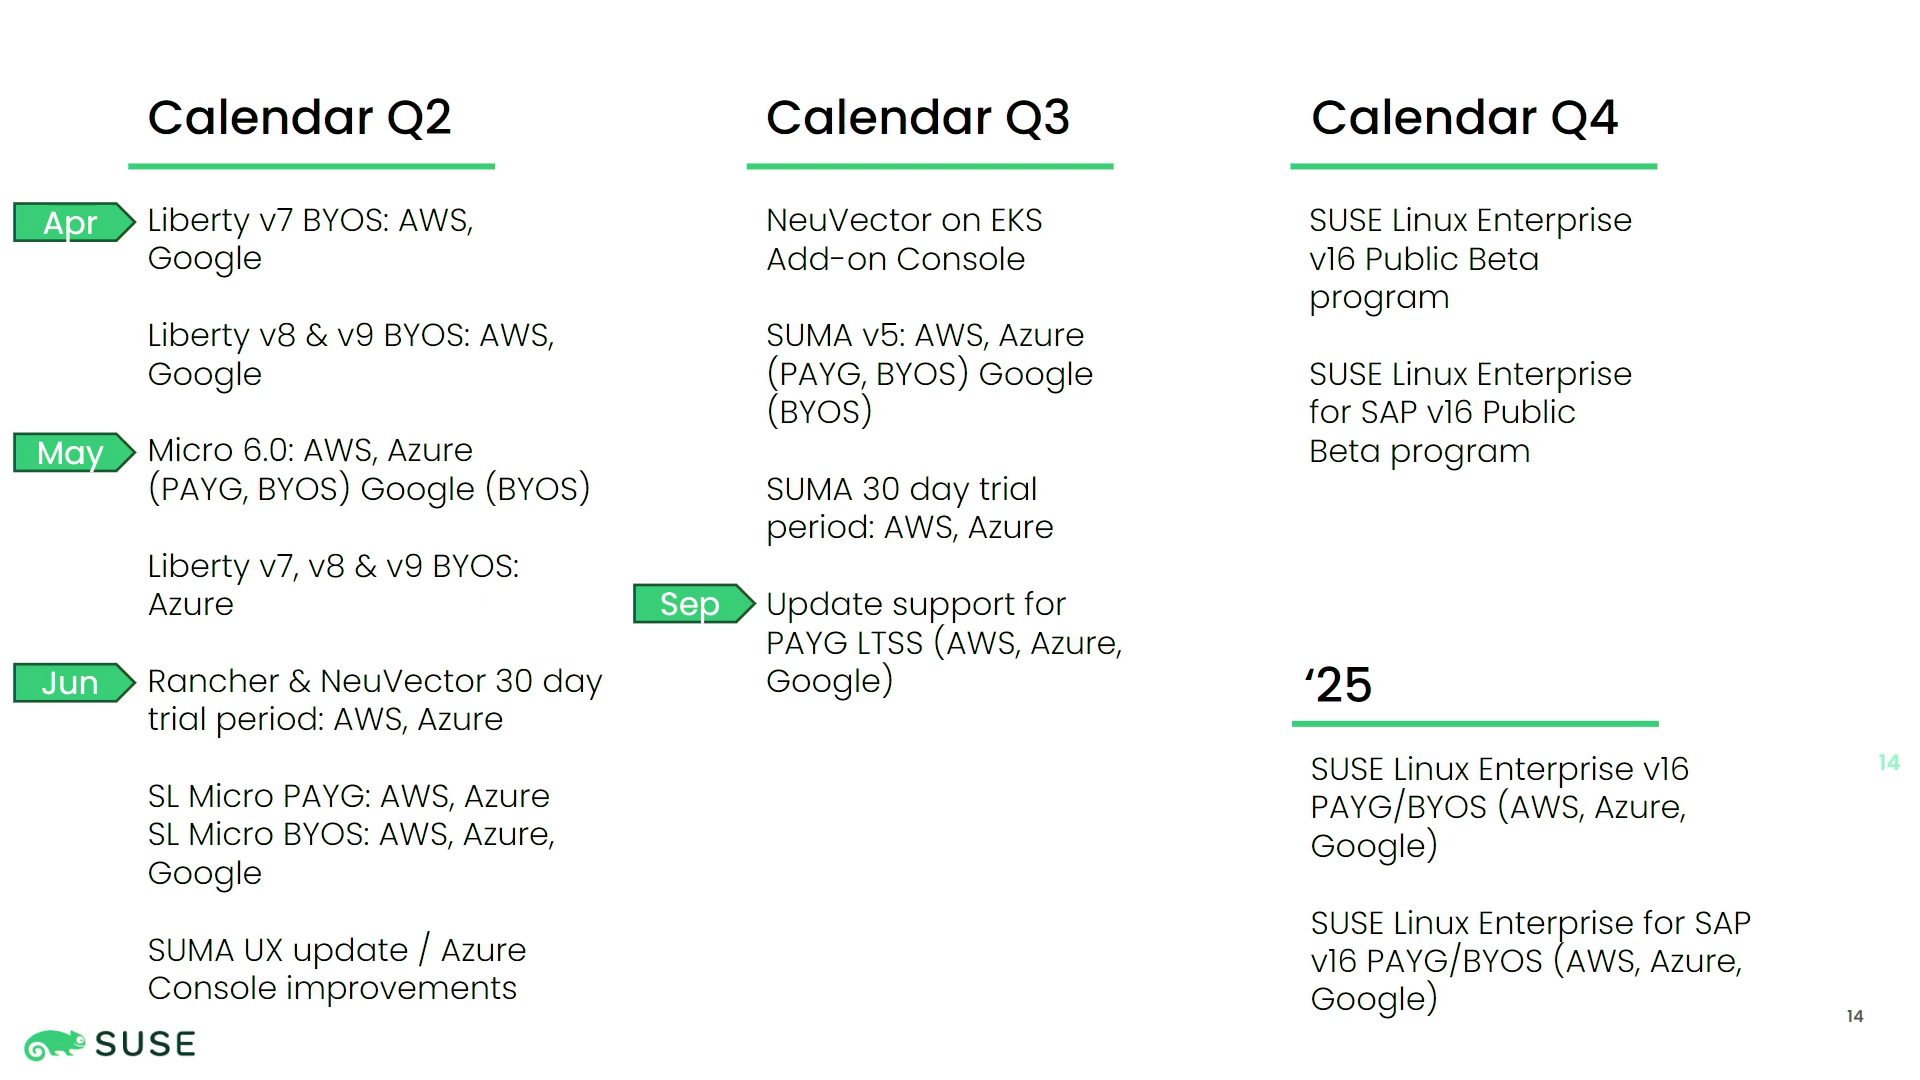 Calendar Q2
Apr
Liberty v7 BYOS: AWS,
Google
Liberty v8 & v9 BYOS: AWS,
Google
May
Micro 6.0: AWS, Azure
(PAYG, BYOS) Google (BYOS)
Liberty v7, v8 & v9 BYOS:
Azure
Jun
Rancher & NeuVector 30 day
trial period: AWS, Azure
SL Micro PAYG: AWS, Azure
SL Micro BYOS: AWS, Azure,
Google
SUMA UX update / Azure
Console improvements
Calendar Q3
NeuVector on EKS
Add-on Console
SUMA v5: AWS, Azure
(PAYG, BYOS) Google
(BYOS)
SUMA 30 day trial
period: AWS, Azure
Sep
Update support for
PAYG LTSS (AWS, Azure,
Google)
Calendar Q4
SUSE Linux Enterprise
v16 Public Beta
program
SUSE Linux Enterprise
for SAP v16 Public
Beta program
‘25
SUSE Linux Enterprise v16
PAYG/BYOS (AWS, Azure,
Google)
SUSE Linux Enterprise for SAP
v16 PAYG/BYOS (AWS, Azure,
Google)
14
14
SUSE